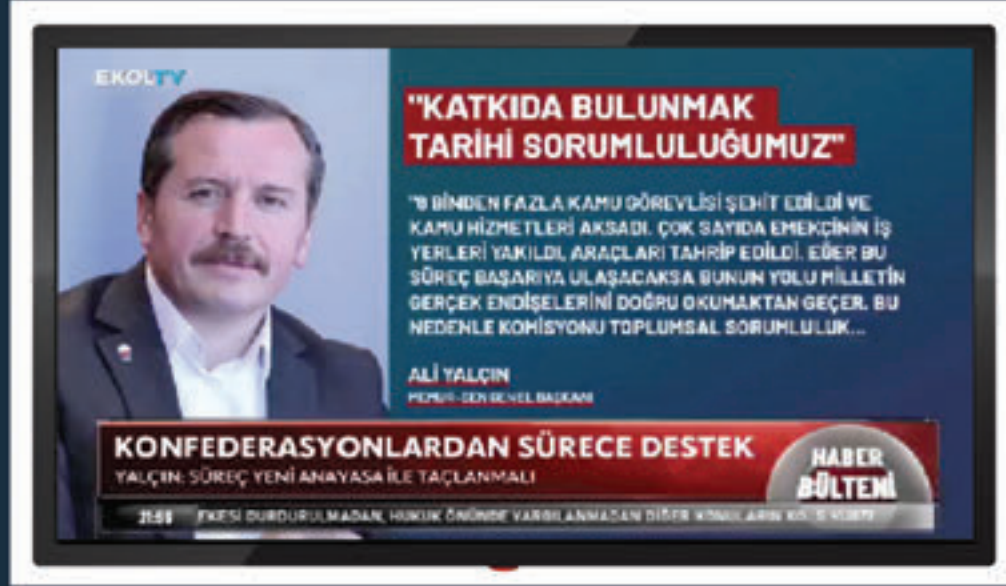 EKOLTV
"KATKIDA BULUNMAK
TARİHİ SORUMLULUĞUMUZ"
"8 BİNDEN FAZLA KAMU GÖREVLİSİ ŞEHİT EDİLDİ VE
KAMU HİZMETLERİ AKSADI. ÇOK SAYIDA EMEKÇİNİN İŞ
YERLERİ YAKILDI, ARAÇLARI TAHRİP EDİLDİ. EĞER BU
SÜREÇ BAŞARIYA ULAŞACAKSA BUNUN YOLU MİLLETİN
GERÇEK ENDİŞELERİNİ DOĞRU OKUMAKTAN GEÇER. BU
NEDENLE KOMİSYONU TOPLUMSAL SORUMLULUK...
ALİ YALÇIN
MEMUR-SEN GENEL BAŞKANI
KONFEDERASYONLARDAN SÜRECE DESTEK
YALÇIN: SÜREÇ YENİ ANAYASA İLE TAÇLANMALI
HABER
BÜLTENİ
DURDURULMADAN, HUKUK ÖNÜNDE YARGILANMADAN DİĞER KONULARIN